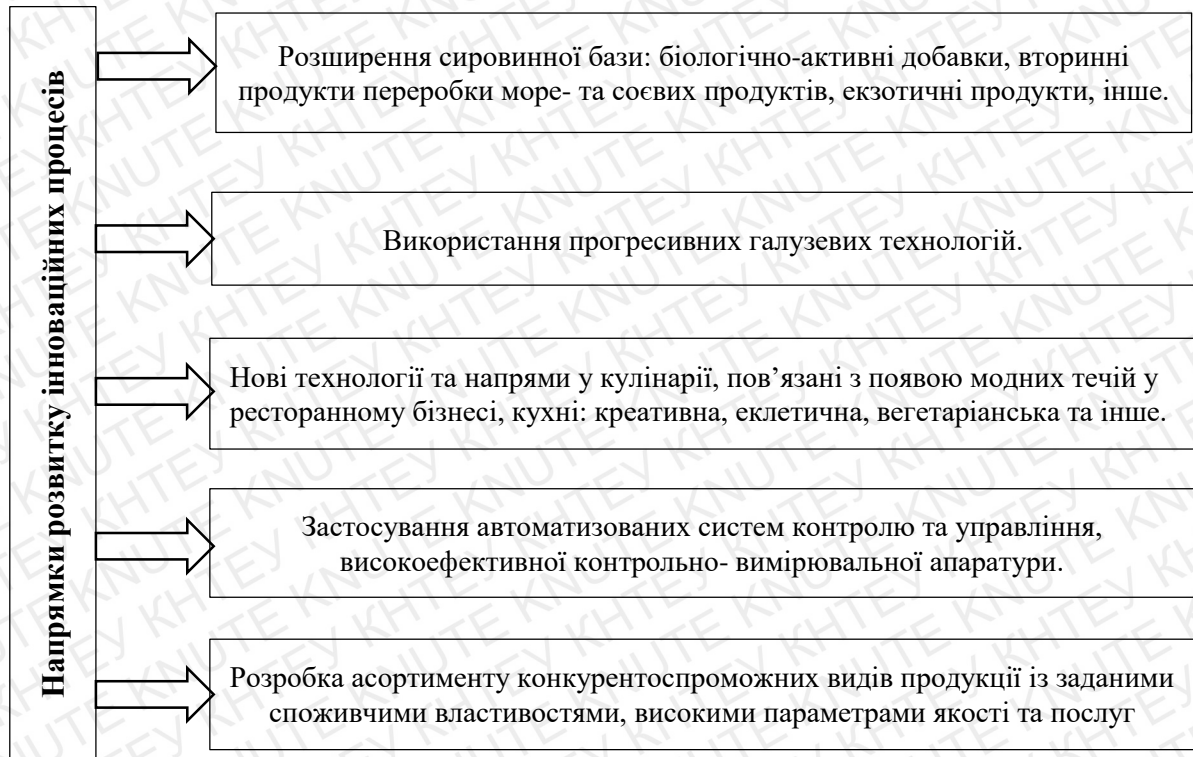 Напрямки розвитку інноваційних процесів
Розширення сировинної бази: біологічно-активні добавки, вторинні
продукти переробки море- та соєвих продуктів, екзотичні продукти, інше.
Використання прогресивних галузевих технологій.
Нові технології та напрями у кулінарії, пов’язані з появою модних течій у
ресторанному бізнесі, кухні: креативна, еклетична, вегетаріанська та інше.
Застосування автоматизованих систем контролю та управління,
високоефективної контрольно- вимірювальної апаратури.
Розробка асортименту конкурентоспроможних видів продукції із заданими
споживчими властивостями, високими параметрами якості та послуг